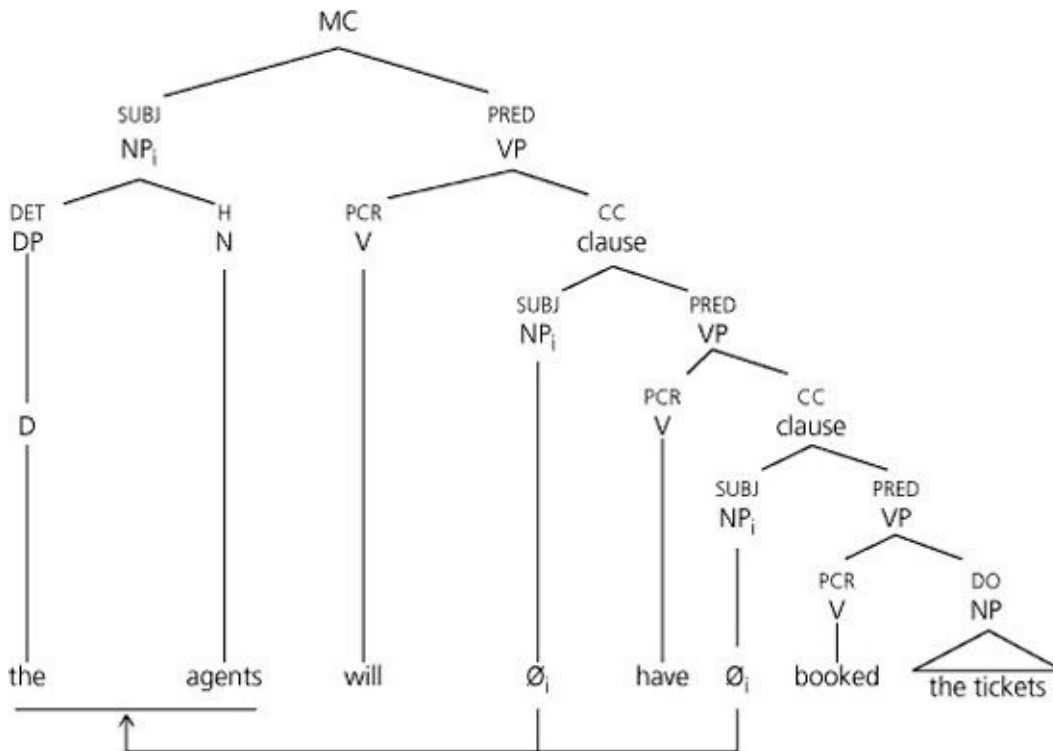 MC
SUBJ PRED
NPi VP
DET H PCR CC
DP N V clause
SUBJ PRED
NPi VP
PCR CC
D V clause
SUBJ PRED
NPi VP
PCR DO
V NP
the agents will Øi have Øi booked the tickets